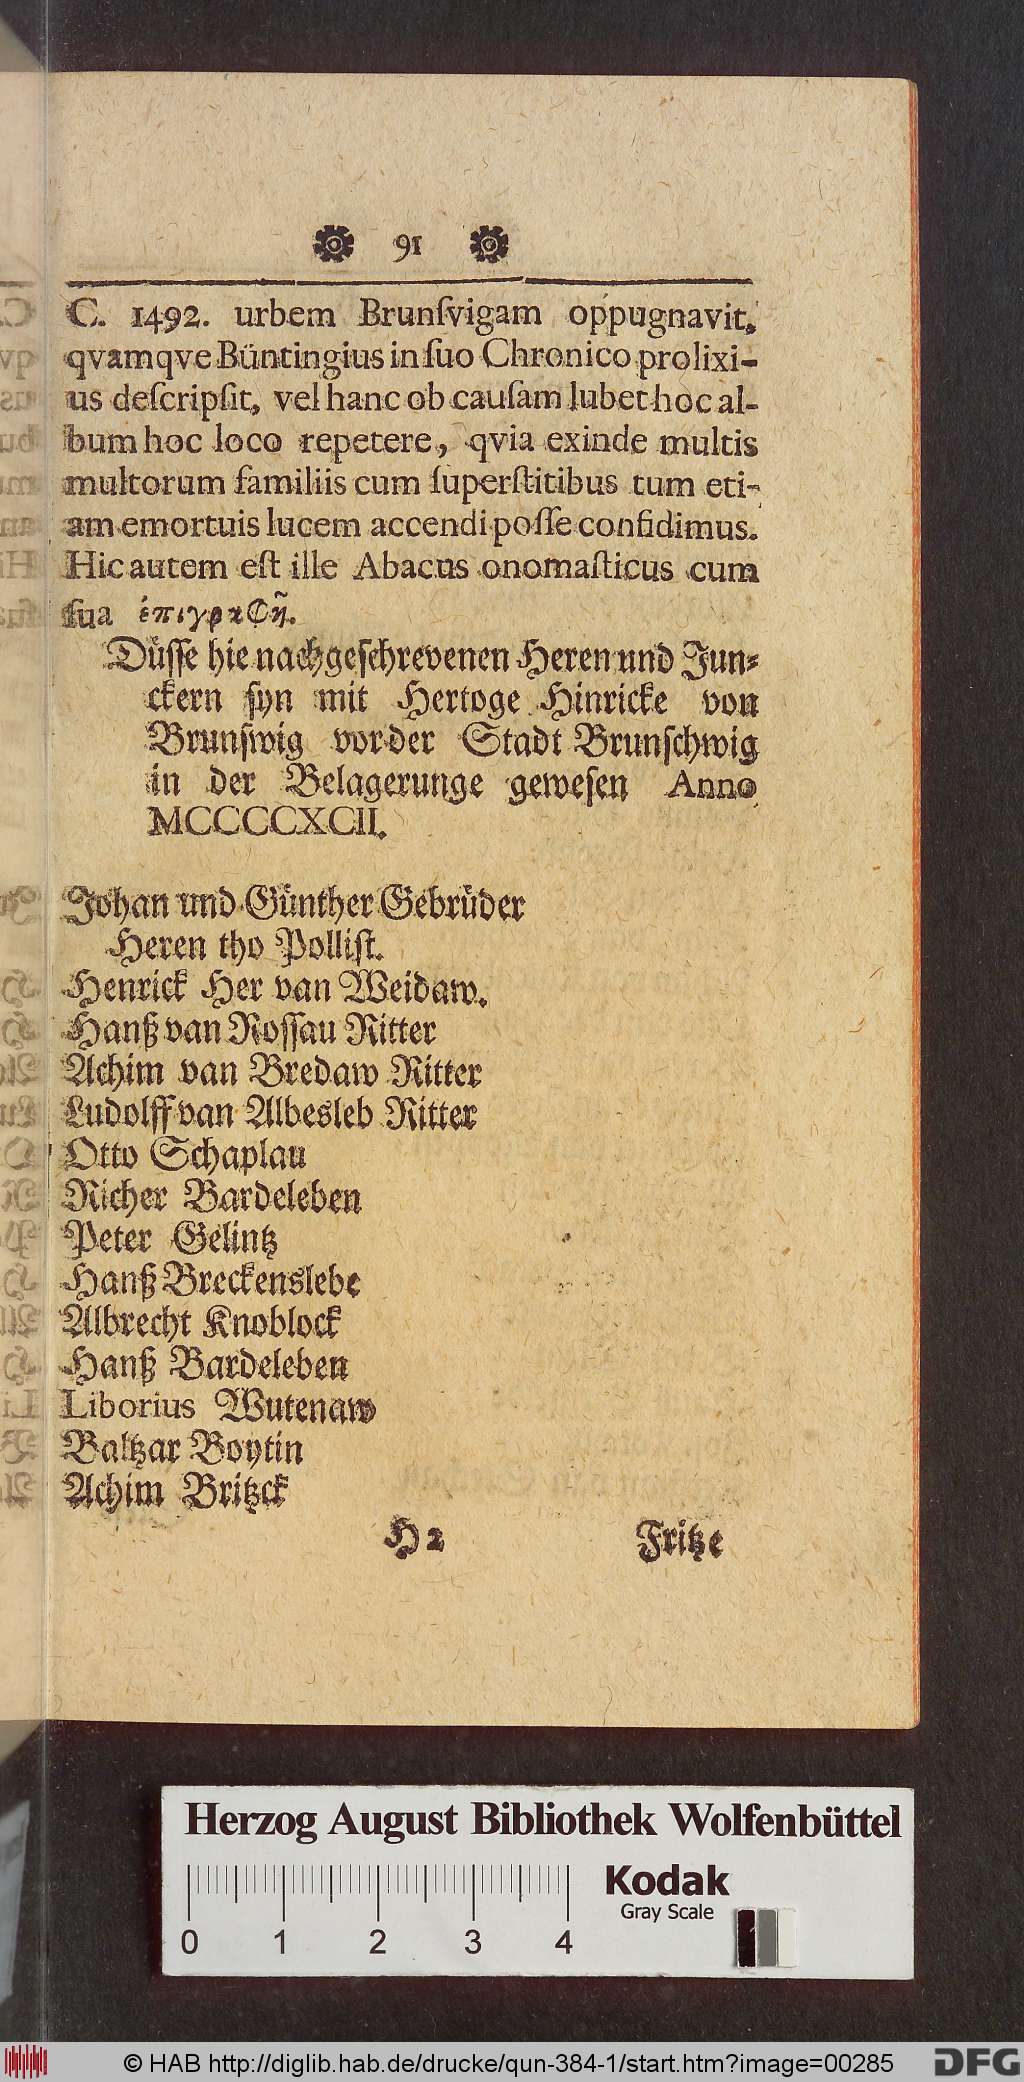 91
C. 1492. urbem Brunſvigam oppugnavit,
qvamqve Büntingius in ſuo Chronico prolixi-
us deſcripſit, vel hanc ob cauſam lubet hoc al-
bum hoc loco repetere, qvia exinde multis
multorum familiis cum ſuperſtitibus tum eti-
am emortuis lucem accendi poſſe confidimus.
Hic autem eſt ille Abacus onomaſticus cum
ſua ἐπιγραφῇ.
Düſſe hie nachgeſchrevenen Heren und Jun-
ckern ſyn mit Hertoge Hinricke von
Brunſwig vor der Stadt Brunſchwig
in der Belagerunge geweſen Anno
MCCCCXCII.
Johan und Günther Gebrüder
Heren tho Polliſt.
Henrick Her van Weidaw.
Hanß van Roſſau Ritter
Achim van Bredaw Ritter
Ludolff van Albesleb Ritter
Otto Schaplau
Richer Bardeleben
Peter Gelintz
Hanß Breckenslebe
Albrecht Knoblock
Hanß Bardeleben
Liborius Wutenaw
Baltzar Boytin
Achim Britzck
H 2 Fritze
Herzog August Bibliothek Wolfenbüttel
Kodak
Gray Scale
0 1 2 3 4
© HAB http://diglib.hab.de/drucke/qun-384-1/start.htm?image=00285
DFG